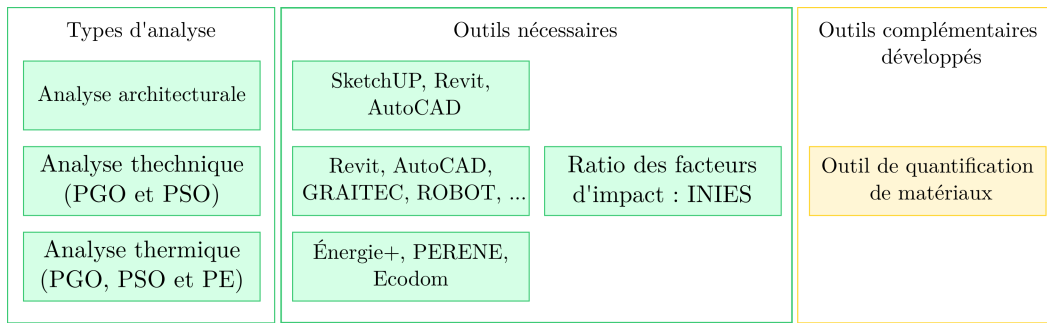 Types d'analyse
Outils nécessaires
Outils complémentaires
développés
Analyse architecturale
SketchUP, Revit,
AutoCAD
Analyse thechnique
(PGO et PSO)
Revit, AutoCAD,
GRAITEC, ROBOT, ...
Ratio des facteurs
d'impact : INIES
Outil de quantification
de matériaux
Analyse thermique
(PGO, PSO et PE)
Énergie+, PERENE,
Ecodom